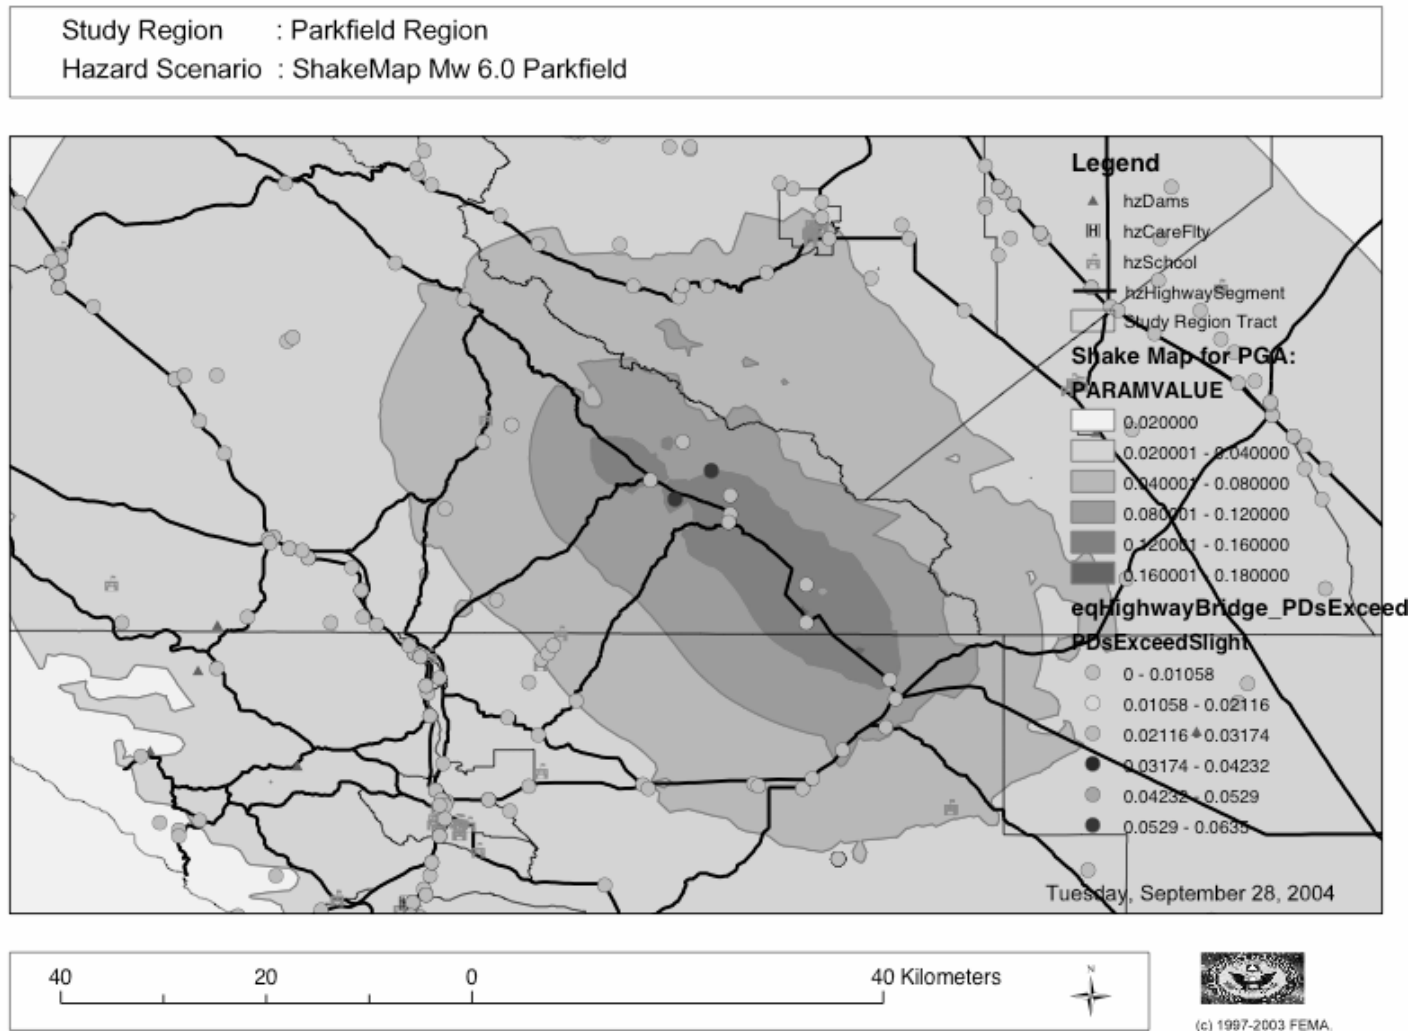 Study Region : Parkfield Region
Hazard Scenario : ShakeMap Mw 6.0 Parkfield
Legend
hzDams
H hzCareFlty
hzSchool
hzHighwaySegment
Study Region Tract
Shake Map for PGA:
PARAMVALUE
0.020000
0.020001 - 0.040000
0.040001 - 0.080000
0.080001 - 0.120000
0.120001 - 0.160000
0.160001 - 0.180000
eqHighwayBridge_PDsExceed
PDsExceedSlight
0 - 0.01058
0.01058 - 0.02116
0.02116 - 0.03174
0.03174 - 0.04232
0.04232 - 0.0529
0.0529 - 0.0635
Tuesday, September 28, 2004
40 20 0 40 Kilometers
N
(c) 1997-2003 FEMA.